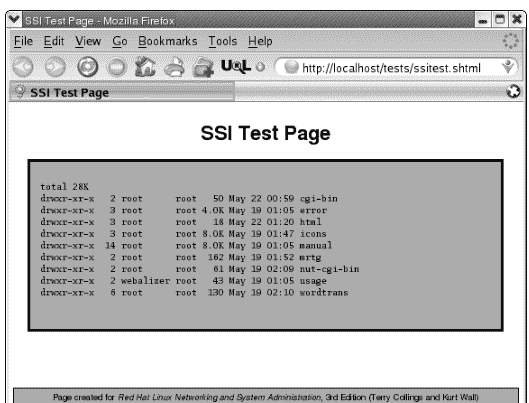 SSI Test Page - Mozilla Firefox
File Edit View Go Bookmarks Tools Help
URL http://localhost/tests/ssitest.shtml
SSI Test Page
SSI Test Page
total 28K
drwxr-xr-x 2 root root 50 May 22 00:59 cgi-bin
drwxr-xr-x 3 root root 4.0K May 19 01:05 error
drwxr-xr-x 3 root root 18 May 22 01:20 html
drwxr-xr-x 3 root root 8.0K May 19 01:47 icons
drwxr-xr-x 14 root root 8.0K May 19 01:05 manual
drwxr-xr-x 2 root root 162 May 19 01:52 mrtg
drwxr-xr-x 2 root root 61 May 19 02:09 nut-cgi-bin
drwxr-xr-x 2 webalizer root 43 May 19 01:05 usage
drwxr-xr-x 6 root root 130 May 19 02:10 wordtrans
Page created for Red Hat Linux Networking and System Administration, 3rd Edition (Terry Collings and Kurt Wall)